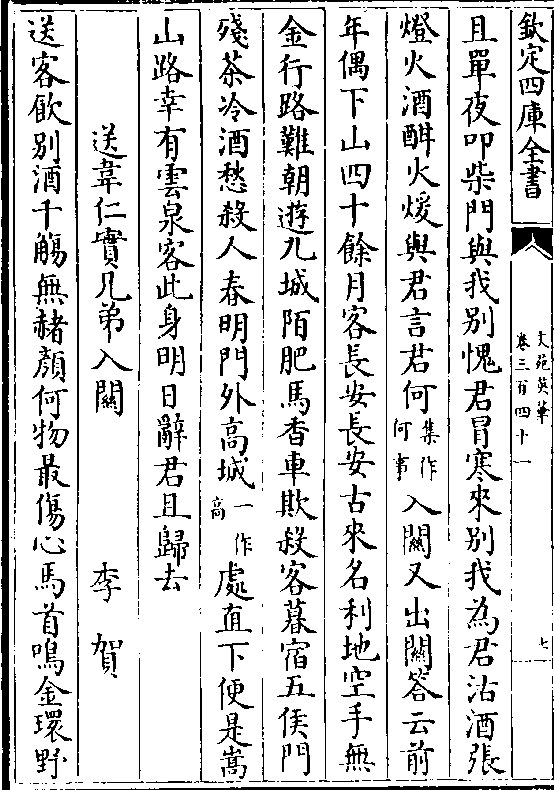 欽定四庫全書
文苑英華
卷三百四十一
七
且單夜叩柴門與我别愧君冒寒來别我為君沽酒張
燈火酒酣火煖與君言君何集作何事入關又出關答云前
年偶下山四十餘月客長安長安古來名利地空手無
金行路難朝遊九城陌肥馬香車欺殺客暮宿五侯門
殘茶冷酒愁殺人春明門外高城一作高處直下便是嵩
山路幸有雲泉客此身明日辭君且歸去
送韋仁實兄弟入關
李賀
送客飲别酒千觴無赭顔何物最傷心馬首鳴金環野